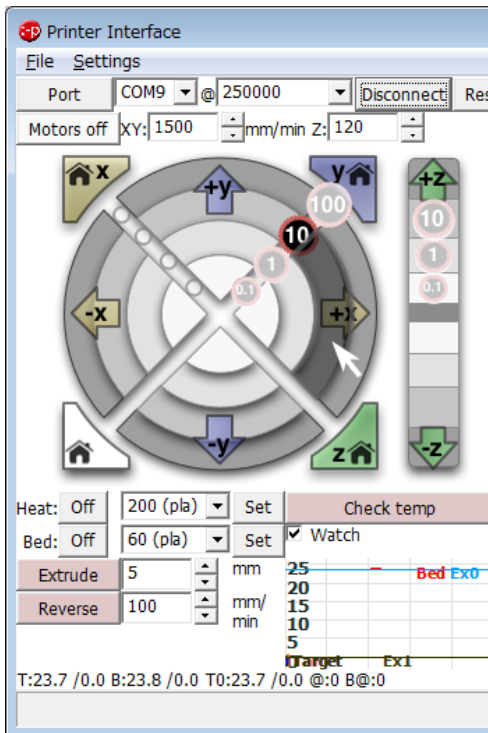 Printer Interface
File Settings
Port COM9 @ 250000 Disconnect Res
Motors off XY: 1500 mm/min Z: 120
x y +z
+y 100
10 10
1 1
0.1 0.1
-x +x
-y
z -z
Heat: Off 200 (pla) Set Check temp
Bed: Off 60 (pla) Set Watch
Extrude 5 mm
Reverse 100 mm/
min
25 Bed Ex0
20
15
10
5
0 Target Ex1
T:23.7 /0.0 B:23.8 /0.0 T0:23.7 /0.0 @:0 B@:0